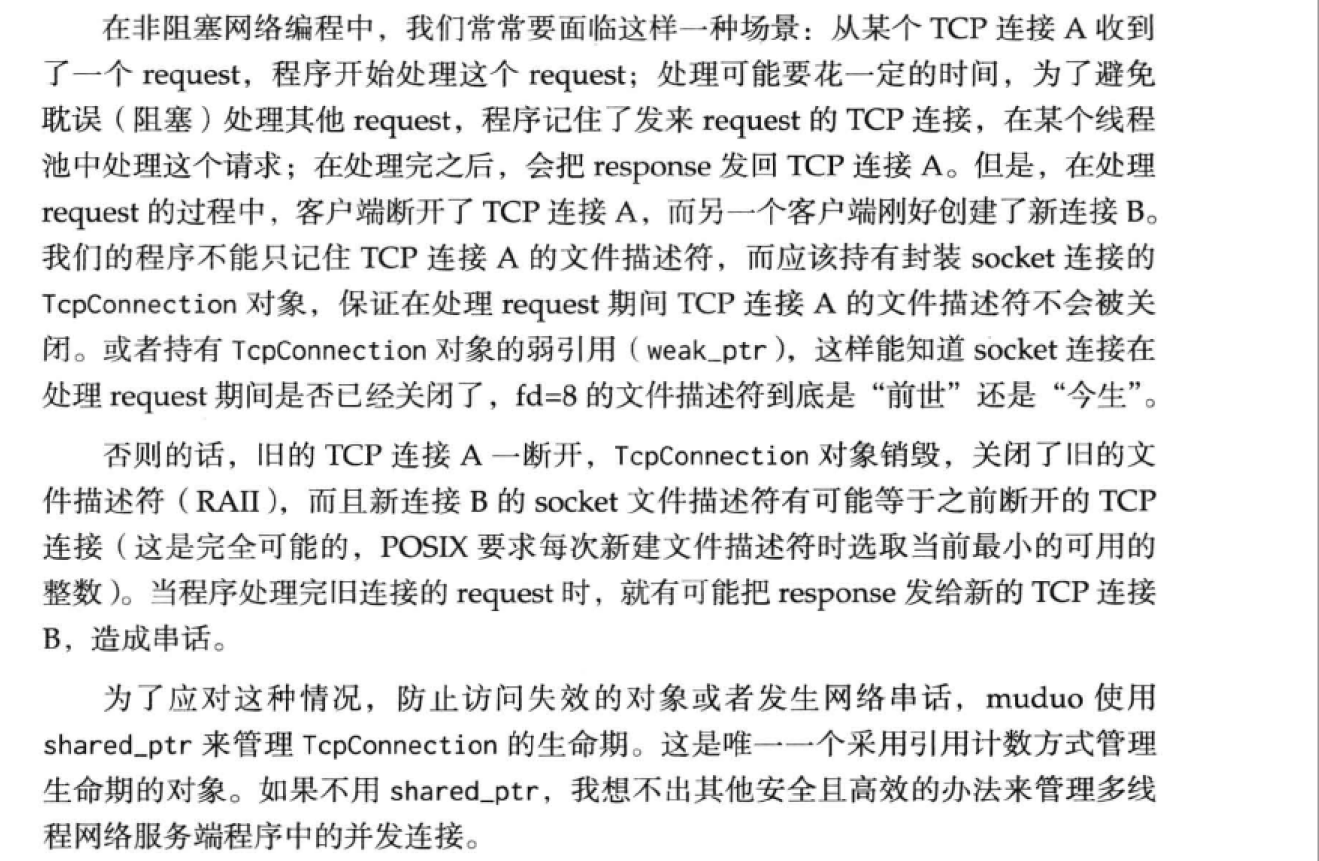 在非阻塞网络编程中，我们常常要面临这样一种场景：从某个 TCP 连接 A 收到
了一个 request，程序开始处理这个 request；处理可能要花一定的时间，为了避免
耽误（阻塞）处理其他 request，程序记住了发来 request 的 TCP 连接，在某个线程
池中处理这个请求；在处理完之后，会把 response 发回 TCP 连接 A。但是，在处理
request 的过程中，客户端断开了 TCP 连接 A，而另一个客户端刚好创建了新连接 B。
我们的程序不能只记住 TCP 连接 A 的文件描述符，而应该持有封装 socket 连接的
TcpConnection 对象，保证在处理 request 期间 TCP 连接 A 的文件描述符不会被关
闭。或者持有 TcpConnection 对象的弱引用（weak_ptr），这样能知道 socket 连接在
处理 request 期间是否已经关闭了，fd=8 的文件描述符到底是“前世”还是“今生”。
否则的话，旧的 TCP 连接 A 一断开，TcpConnection 对象销毁，关闭了旧的文
件描述符（RAII），而且新连接 B 的 socket 文件描述符有可能等于之前断开的 TCP
连接（这是完全可能的，POSIX 要求每次新建文件描述符时选取当前最小的可用的
整数）。当程序处理完旧连接的 request 时，就有可能把 response 发给新的 TCP 连接
B，造成串话。
为了应对这种情况，防止访问失效的对象或者发生网络串话，muduo 使用
shared_ptr 来管理 TcpConnection 的生命期。这是唯一一个采用引用计数方式管理
生命期的对象。如果不用 shared_ptr，我想不出其他安全且高效的办法来管理多线
程网络服务端程序中的并发连接。